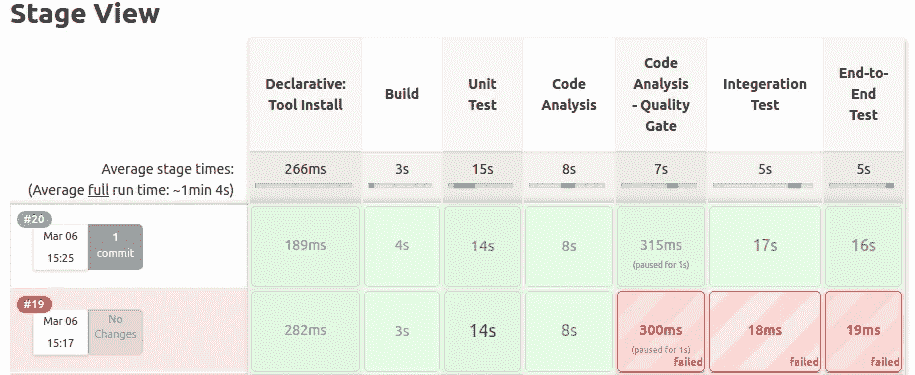 Stage View
Declarative:
Tool Install
Build
Unit
Test
Code
Analysis
Code
Analysis
- Quality
Gate
Integeration
Test
End-to-
End
Test
Average stage times:
(Average full run time: ~1min 4s)
266ms
3s
15s
8s
7s
5s
5s
#20
Mar 06
15:25
1
commit
189ms
4s
14s
8s
315ms
(paused for 1s)
17s
16s
#19
Mar 06
15:17
No
Changes
282ms
3s
14s
8s
300ms
(paused for 1s)
failed
18ms
failed
19ms
failed